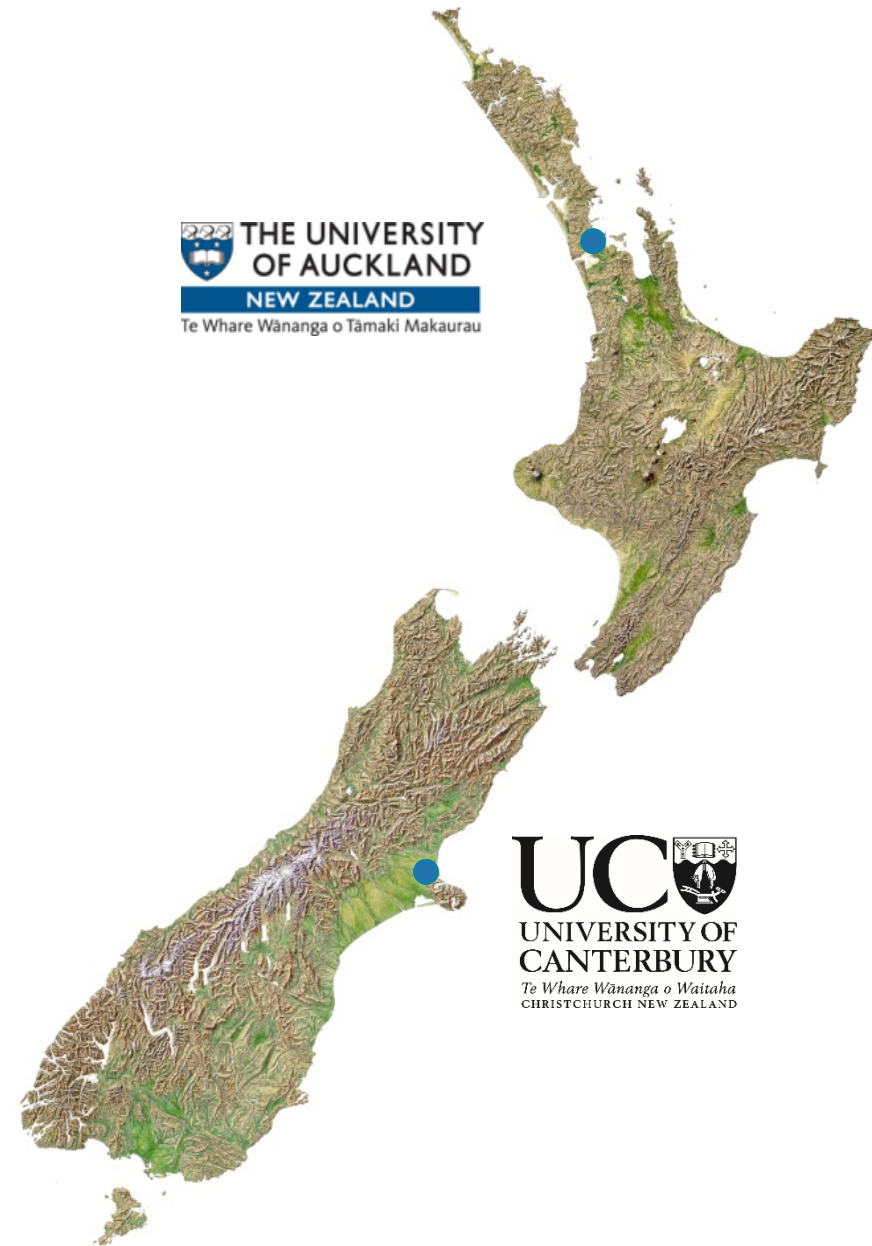 THE UNIVERSITY
OF AUCKLAND
NEW ZEALAND
Te Whare Wānanga o Tāmaki Makaurau
UC
UNIVERSITY OF
CANTERBURY
Te Whare Wānanga o Waitaha
CHRISTCHURCH NEW ZEALAND